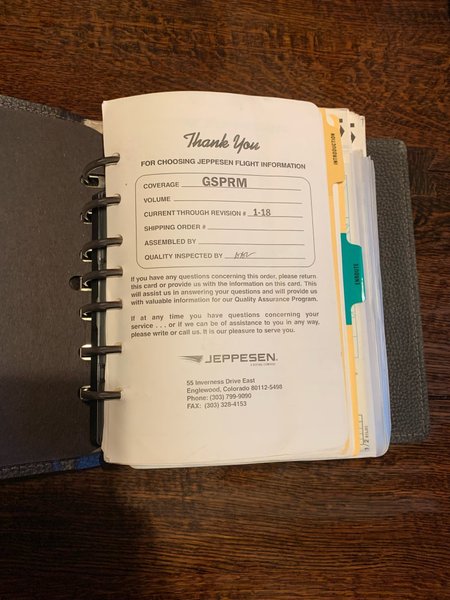 Thank You
FOR CHOOSING JEPPESEN FLIGHT INFORMATION
COVERAGE GSPRM
VOLUME
CURRENT THROUGH REVISION # 1-18
SHIPPING ORDER #
ASSEMBLED BY
QUALITY INSPECTED BY
If you have any questions concerning this order, please return
this card or provide us with the information on this card. This
will assist us in answering your questions and will provide us
with valuable information for our Quality Assurance Program.
If at any time you have questions concerning your
service . . . or if we can be of assistance to you in any way,
please write or call us. It is our pleasure to serve you.
JEPPESEN
A BOEING COMPANY
55 Inverness Drive East
Englewood, Colorado 80112-5498
Phone: (303) 799-9090
FAX: (303) 328-4153
INTRODUCTION
ENROUTE